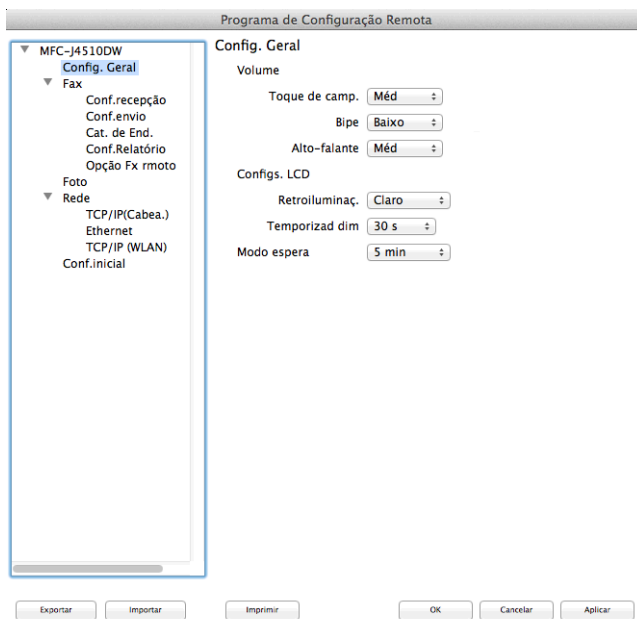 Programa de Configuração Remota
MFC-J4510DW
Config. Geral
Fax
Conf.recepção
Conf.envio
Cat. de End.
Conf.Relatório
Opção Fx rmoto
Foto
Rede
TCP/IP(Cabea.)
Ethernet
TCP/IP (WLAN)
Conf.inicial
Config. Geral
Volume
Toque de camp. Méd
Bipe Baixo
Alto-falante Méd
Configs. LCD
Retroiluminaç. Claro
Temporizad dim 30 s
Modo espera 5 min
Exportar Importar Imprimir OK Cancelar Aplicar